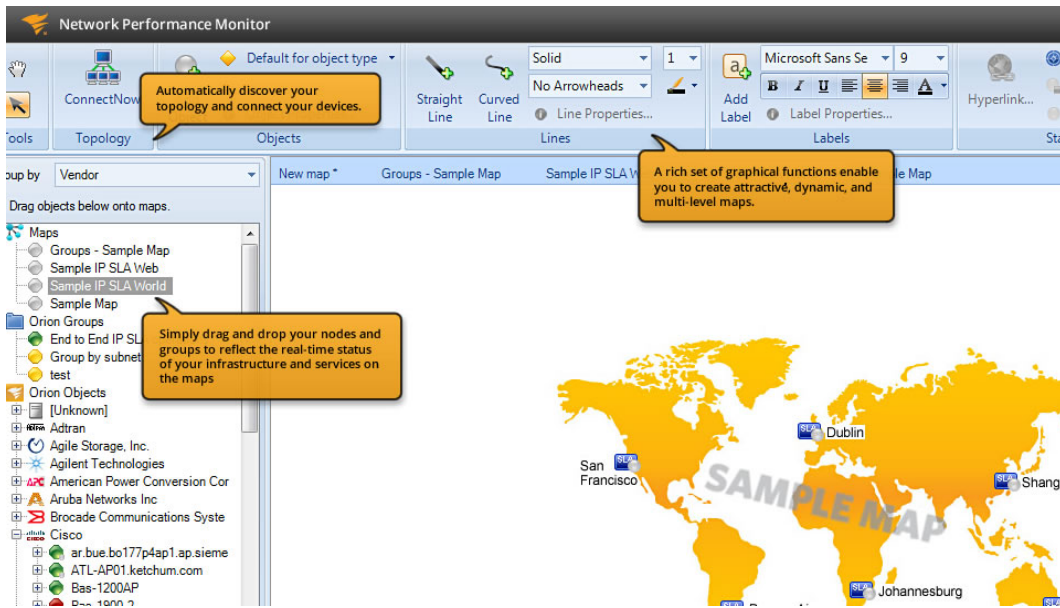 Network Performance Monitor
ConnectNow
Topology
Default for object type
Objects
Automatically discover your
topology and connect your devices.
Straight
Line
Curved
Line
Solid
1
No Arrowheads
Line Properties...
Lines
a
Add
Label
Microsoft Sans Se
9
B I U
A
Label Properties...
Labels
Hyperlink...
A rich set of graphical functions enable
you to create attractive, dynamic, and
multi-level maps.
Vendor
New map *
Groups - Sample Map
Sample IP SLA
Map
Drag objects below onto maps.
Maps
Groups - Sample Map
Sample IP SLA Web
Sample IP SLA World
Sample Map
Orion Groups
End to End IP SL
Group by subnet
test
Simply drag and drop your nodes and
groups to reflect the real-time status
of your infrastructure and services on
the maps
Orion Objects
[Unknown]
Adtran
Agile Storage, Inc.
Agilent Technologies
APC American Power Conversion Cor
Aruba Networks Inc
Brocade Communications Syste
Cisco
ar.bue.bo177p4ap1.ap.sieme
ATL-AP01.ketchum.com
Bas-1200AP
SLA Dublin
San
Francisco
SLA
SLA Shang
SAMPLE MAP
SLA Johannesburg